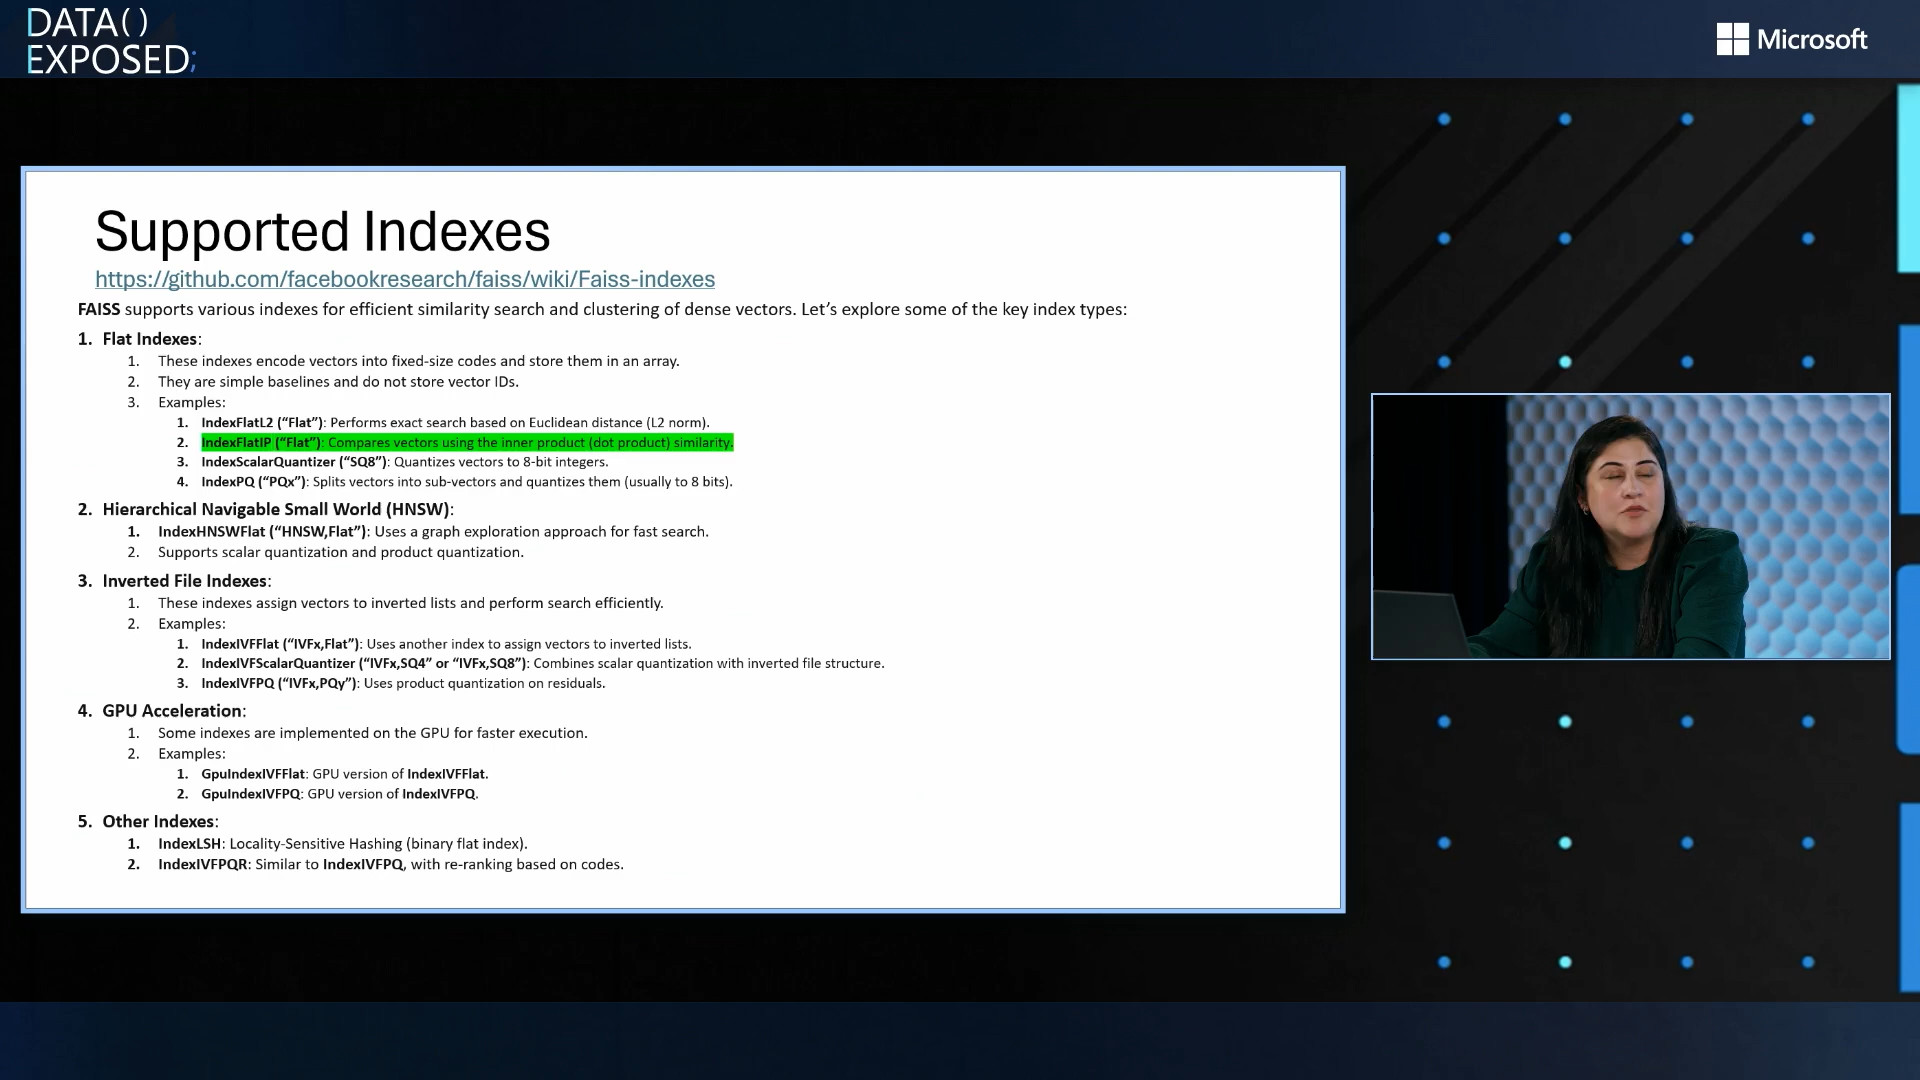 DATA()
EXPOSED;
Microsoft
Supported Indexes
https://github.com/facebookresearch/faiss/wiki/Faiss-indexes
FAISS supports various indexes for efficient similarity search and clustering of dense vectors. Let’s explore some of the key index types:
1. Flat Indexes:
1. These indexes encode vectors into fixed-size codes and store them in an array.
2. They are simple baselines and do not store vector IDs.
3. Examples:
1. IndexFlatL2 (“Flat”): Performs exact search based on Euclidean distance (L2 norm).
2. IndexFlatIP (“Flat”): Compares vectors using the inner product (dot product) similarity.
3. IndexScalarQuantizer (“SQ8”): Quantizes vectors to 8-bit integers.
4. IndexPQ (“PQx”): Splits vectors into sub-vectors and quantizes them (usually to 8 bits).
2. Hierarchical Navigable Small World (HNSW):
1. IndexHNSWFlat (“HNSW,Flat”): Uses a graph exploration approach for fast search.
2. Supports scalar quantization and product quantization.
3. Inverted File Indexes:
1. These indexes assign vectors to inverted lists and perform search efficiently.
2. Examples:
1. IndexIVFFlat (“IVFx,Flat”): Uses another index to assign vectors to inverted lists.
2. IndexIVFScalarQuantizer (“IVFx,SQ4” or “IVFx,SQ8”): Combines scalar quantization with inverted file structure.
3. IndexIVFPQ (“IVFx,PQy”): Uses product quantization on residuals.
4. GPU Acceleration:
1. Some indexes are implemented on the GPU for faster execution.
2. Examples:
1. GpuIndexIVFFlat: GPU version of IndexIVFFlat.
2. GpuIndexIVFPQ: GPU version of IndexIVFPQ.
5. Other Indexes:
1. IndexLSH: Locality-Sensitive Hashing (binary flat index).
2. IndexIVFPQR: Similar to IndexIVFPQ, with re-ranking based on codes.